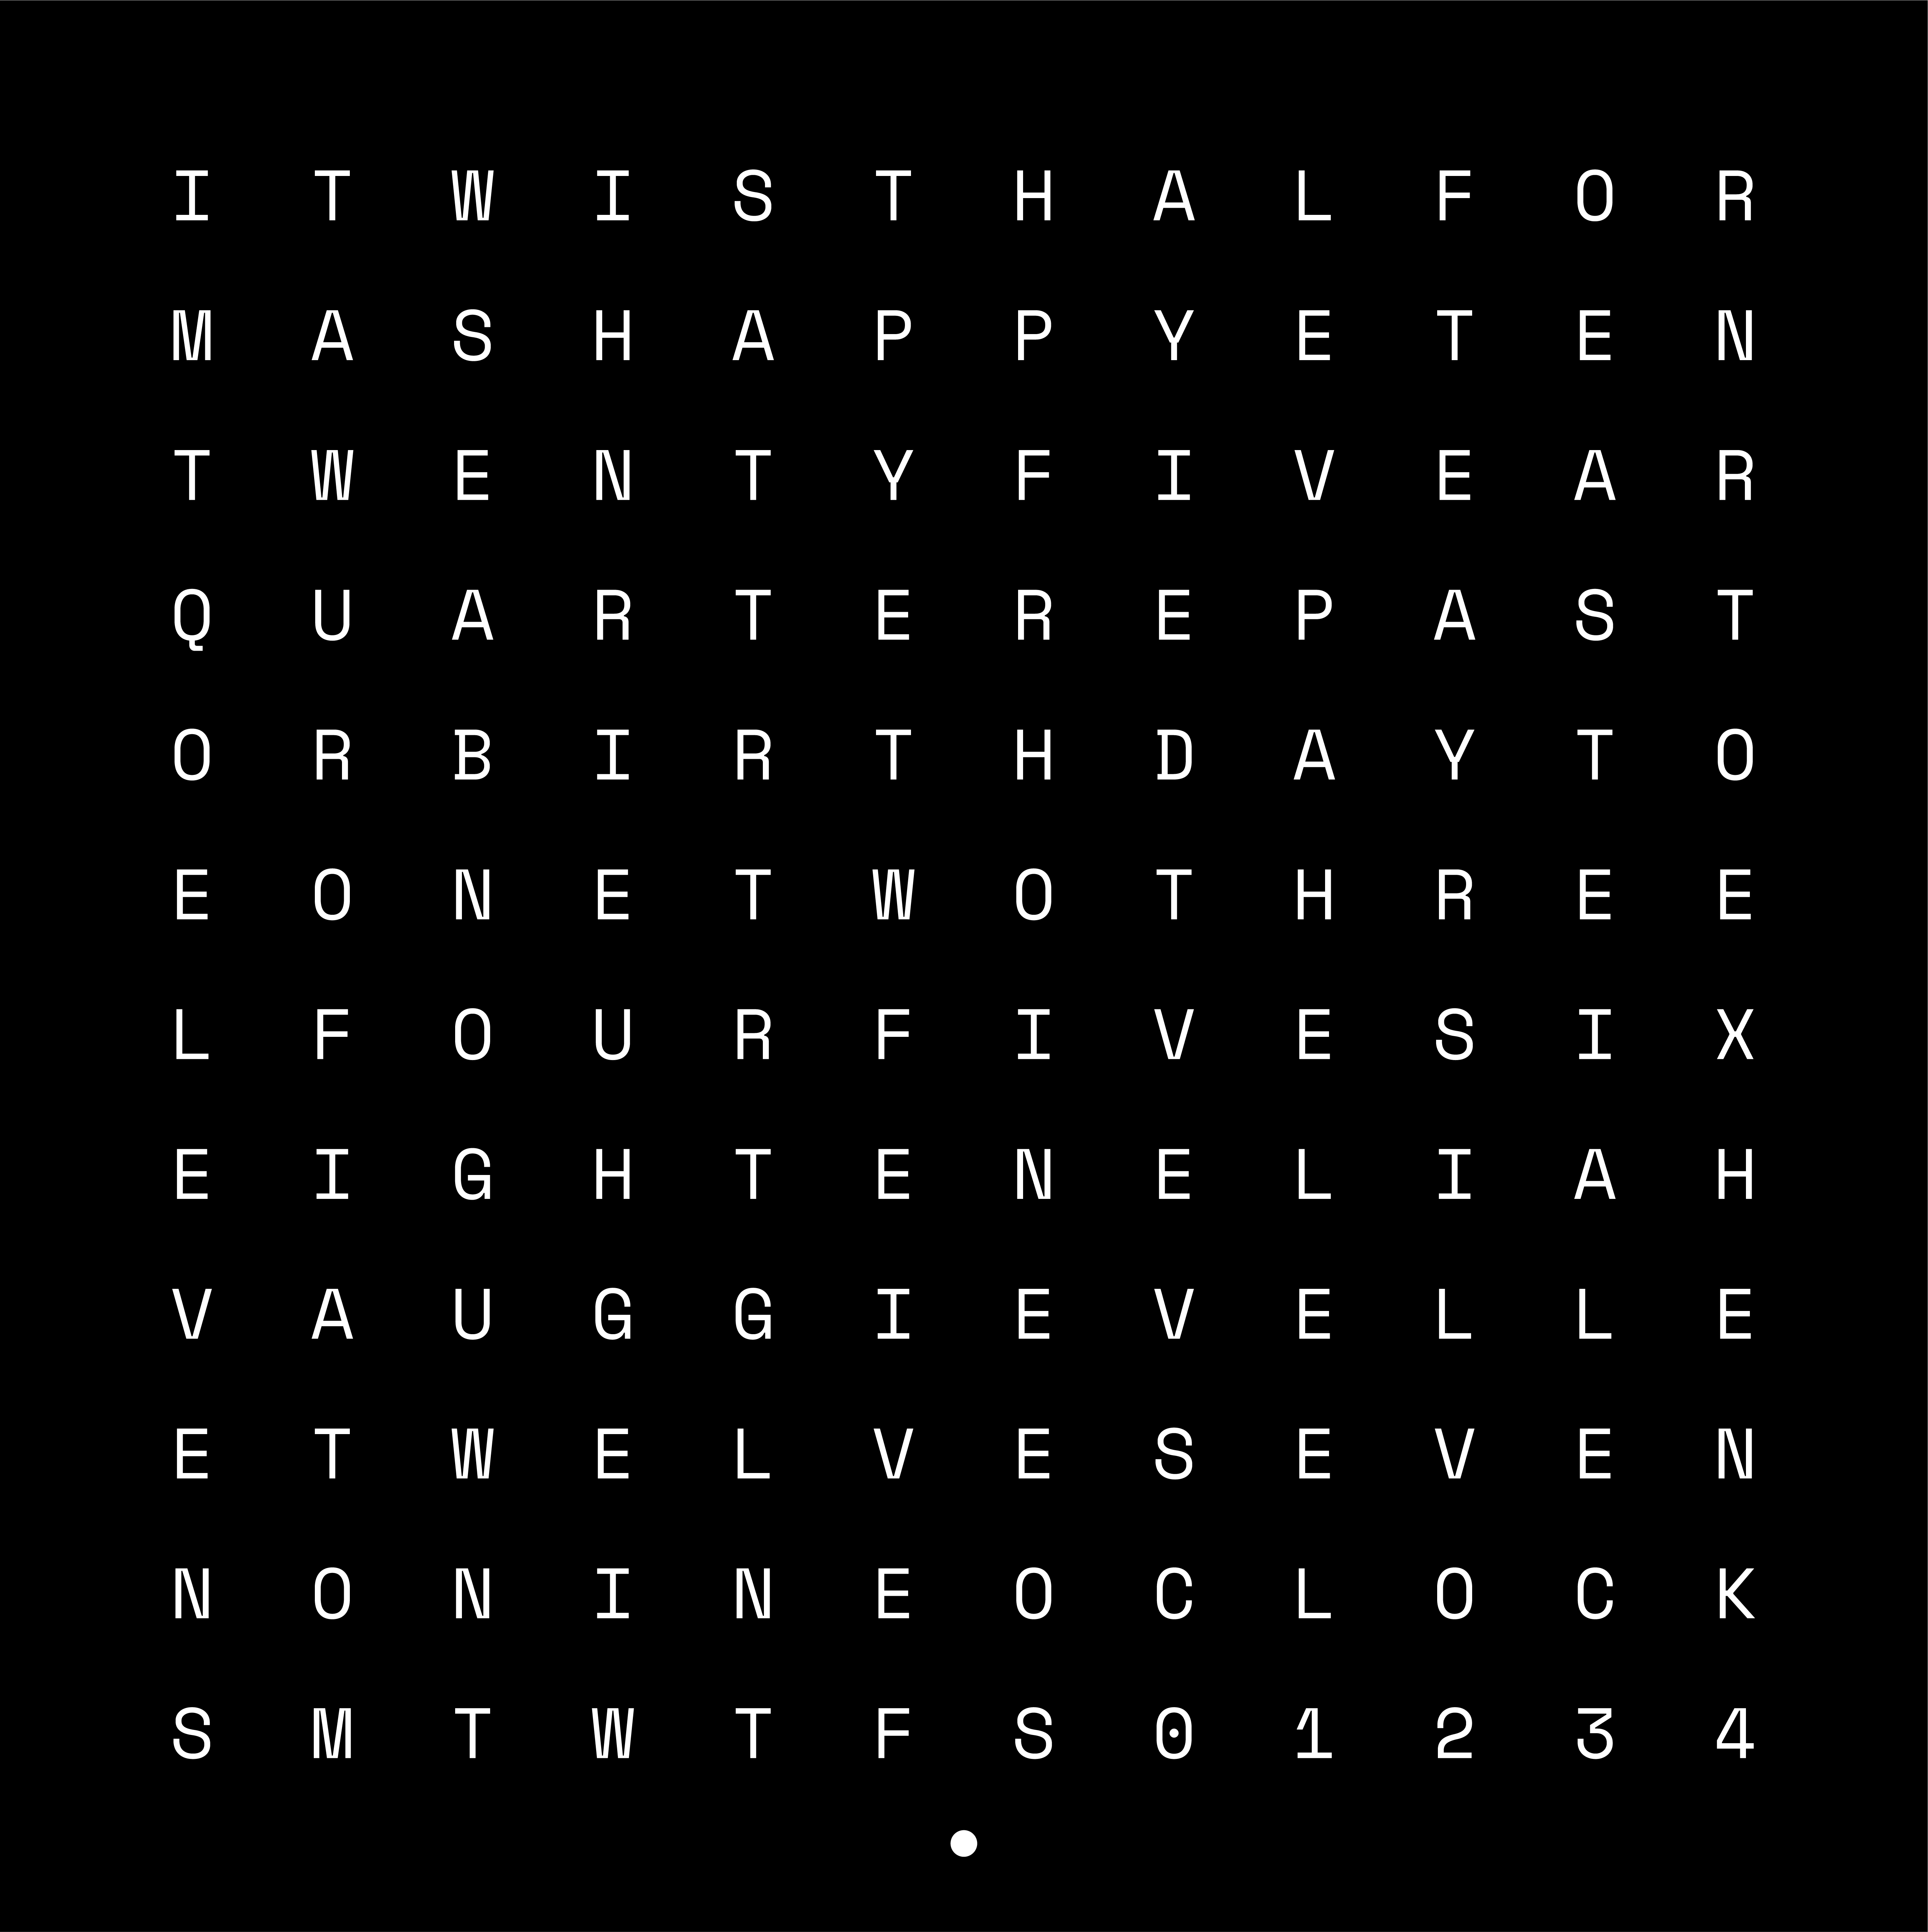 I T W I S T H A L F O R
M A S H A P P Y E T E N
T W E N T Y F I V E A R
Q U A R T E R E P A S T
O R B I R T H D A Y T O
E O N E T W O T H R E E
L F O U R F I V E S I X
E I G H T E N E L I A H
V A U G G I E V E L L E
E T W E L V E S E V E N
N O N I N E O C L O C K
S M T W T F S 0 1 2 3 4